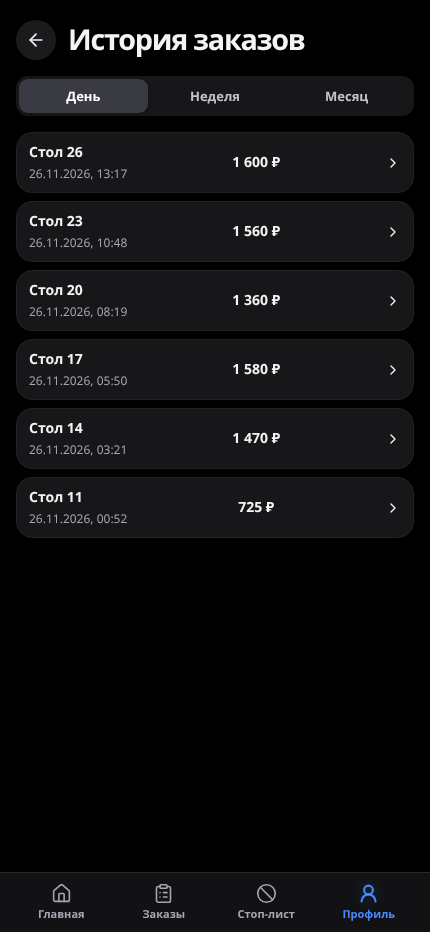 История заказов
День
Неделя
Месяц
Стол 26
26.11.2026, 13:17
1 600 ₽
Стол 23
26.11.2026, 10:48
1 560 ₽
Стол 20
26.11.2026, 08:19
1 360 ₽
Стол 17
26.11.2026, 05:50
1 580 ₽
Стол 14
26.11.2026, 03:21
1 470 ₽
Стол 11
26.11.2026, 00:52
725 ₽
Главная
Заказы
Стоп-лист
Профиль